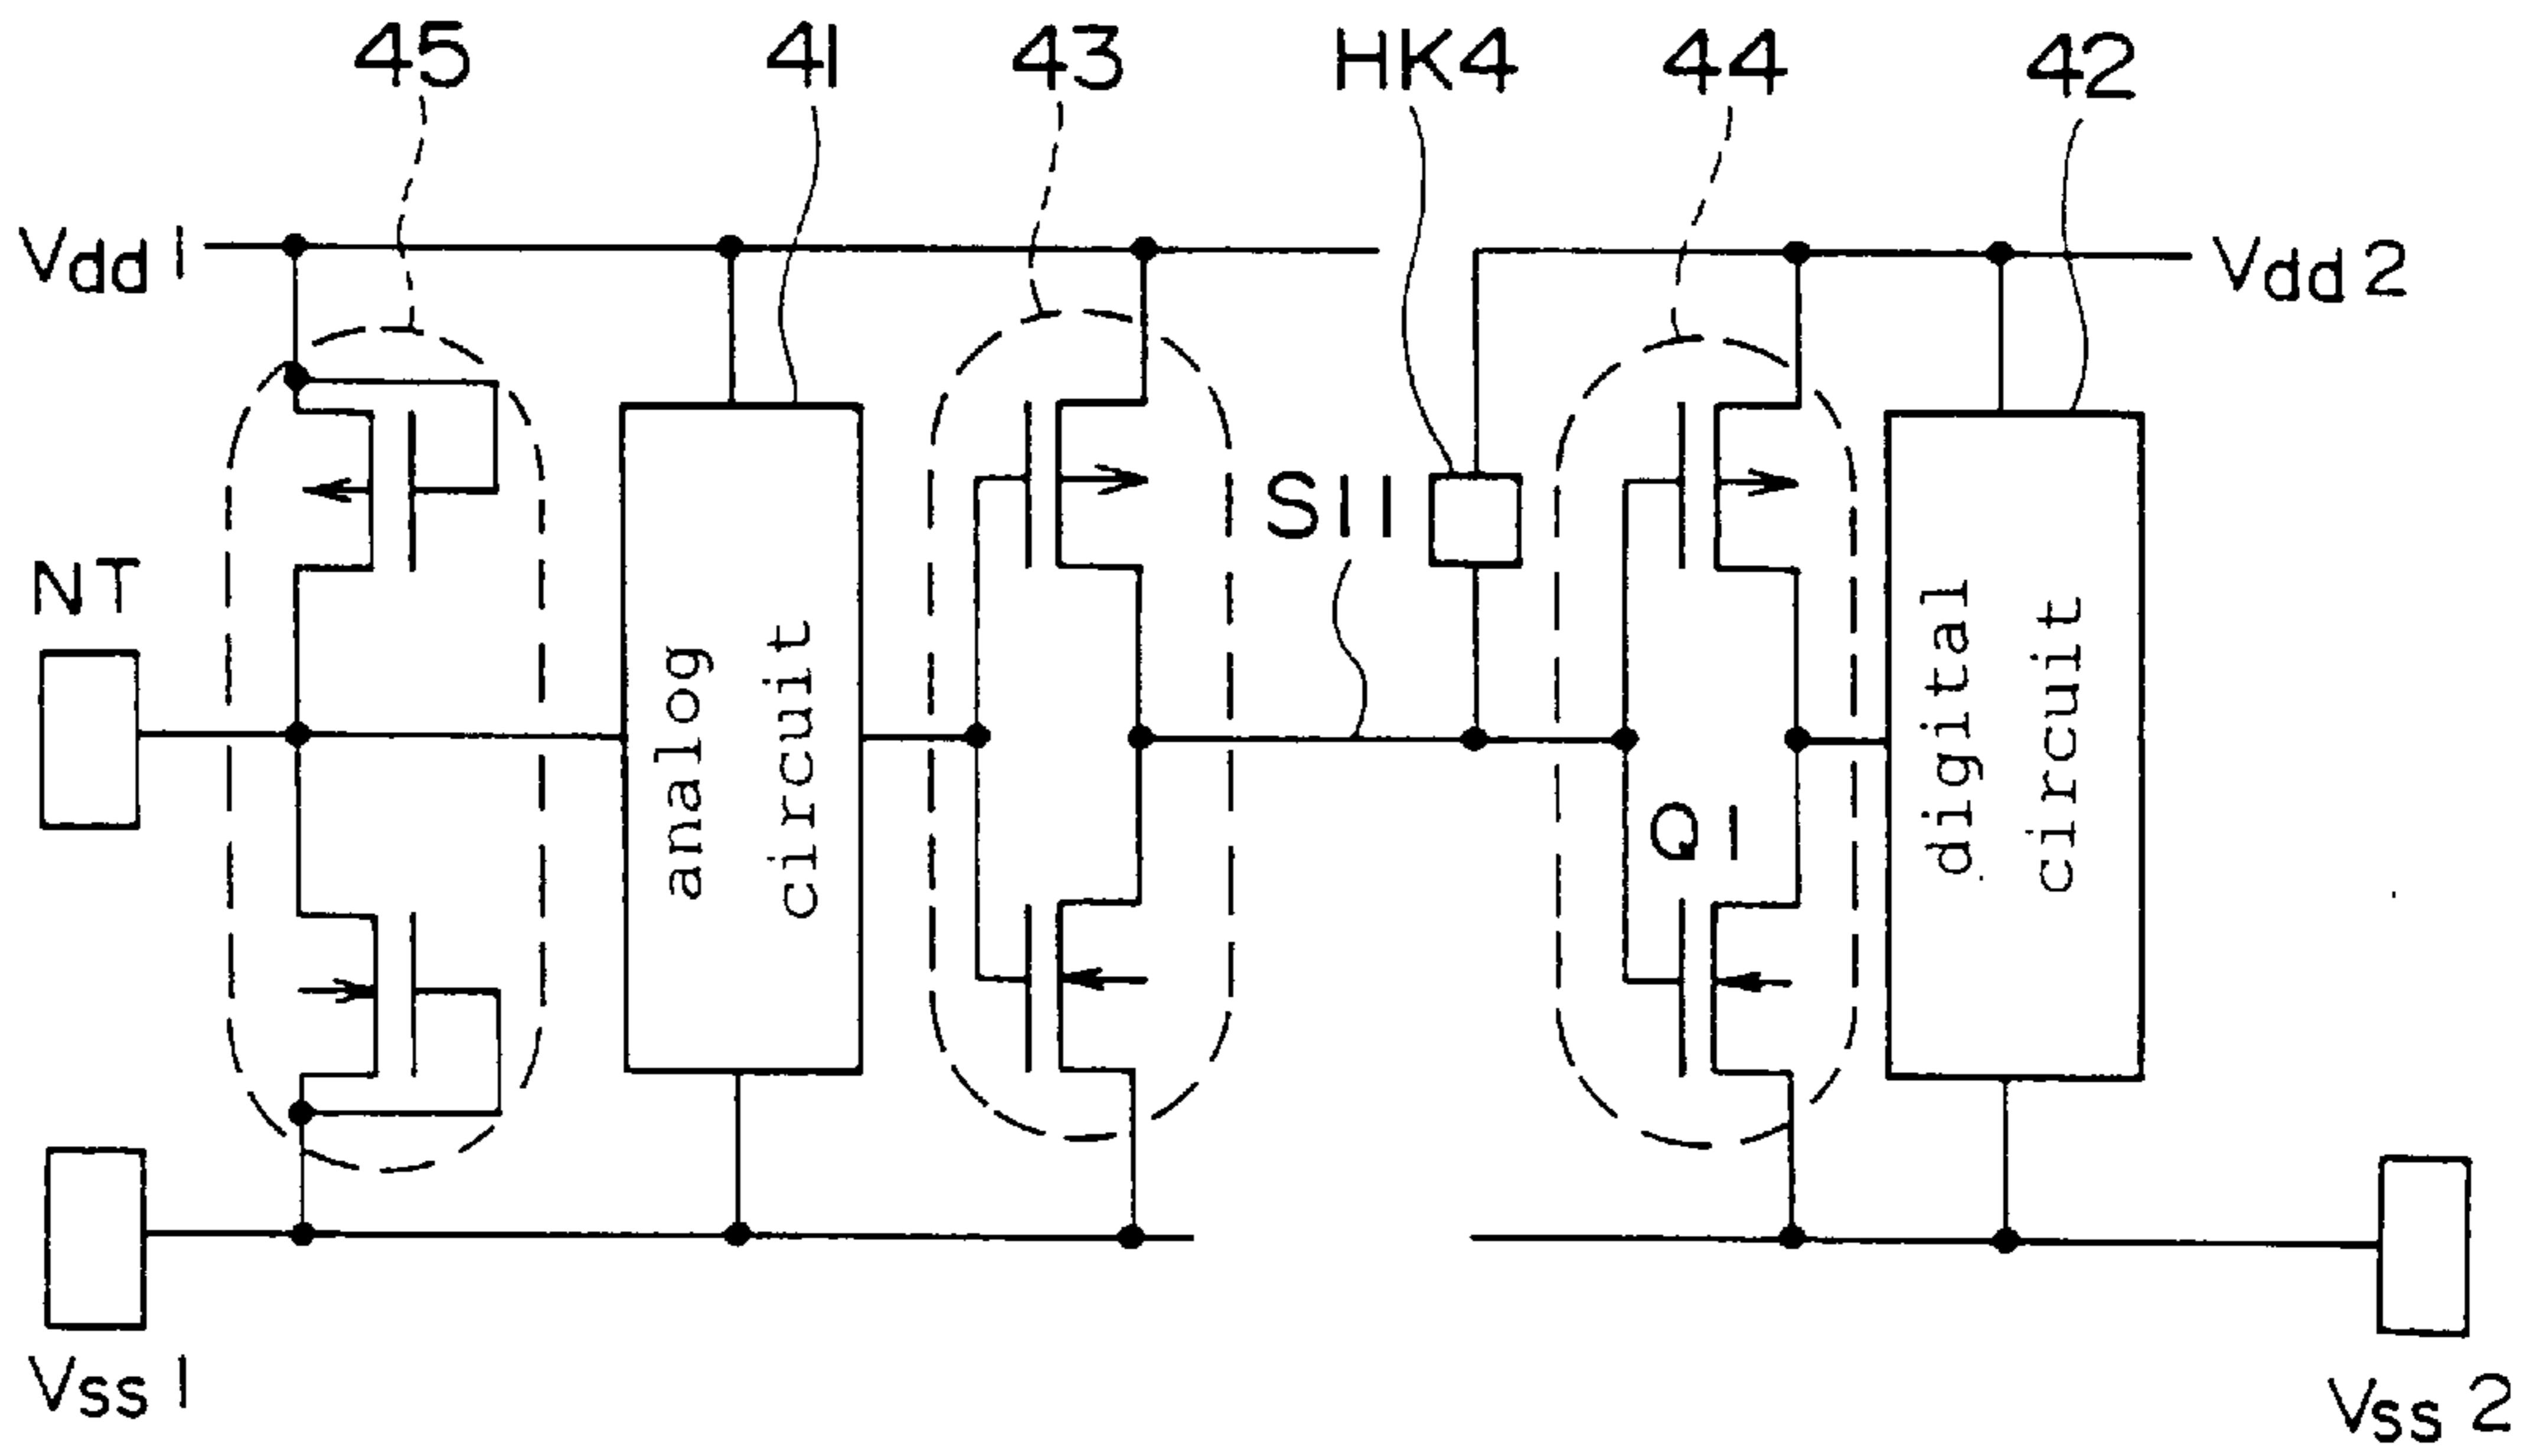 45
41
43
HK4
44
42
Vdd1
Vdd2
S11
NT
analog
circuit
Q1
digital
circuit
Vss1
Vss2